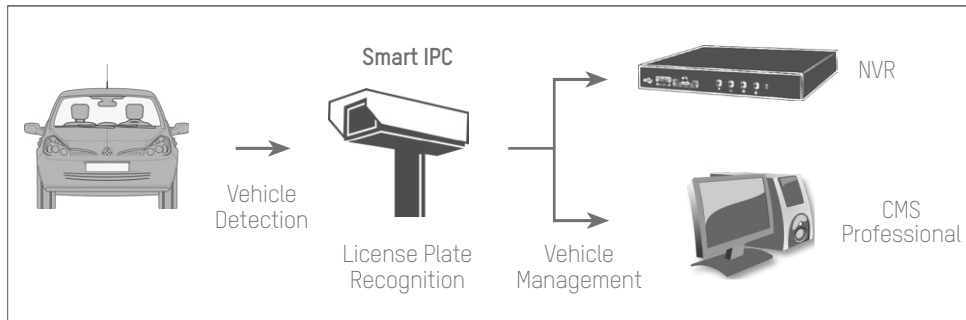 Smart IPC
NVR
Vehicle
Detection
License Plate
Recognition
Vehicle
Management
CMS
Professional